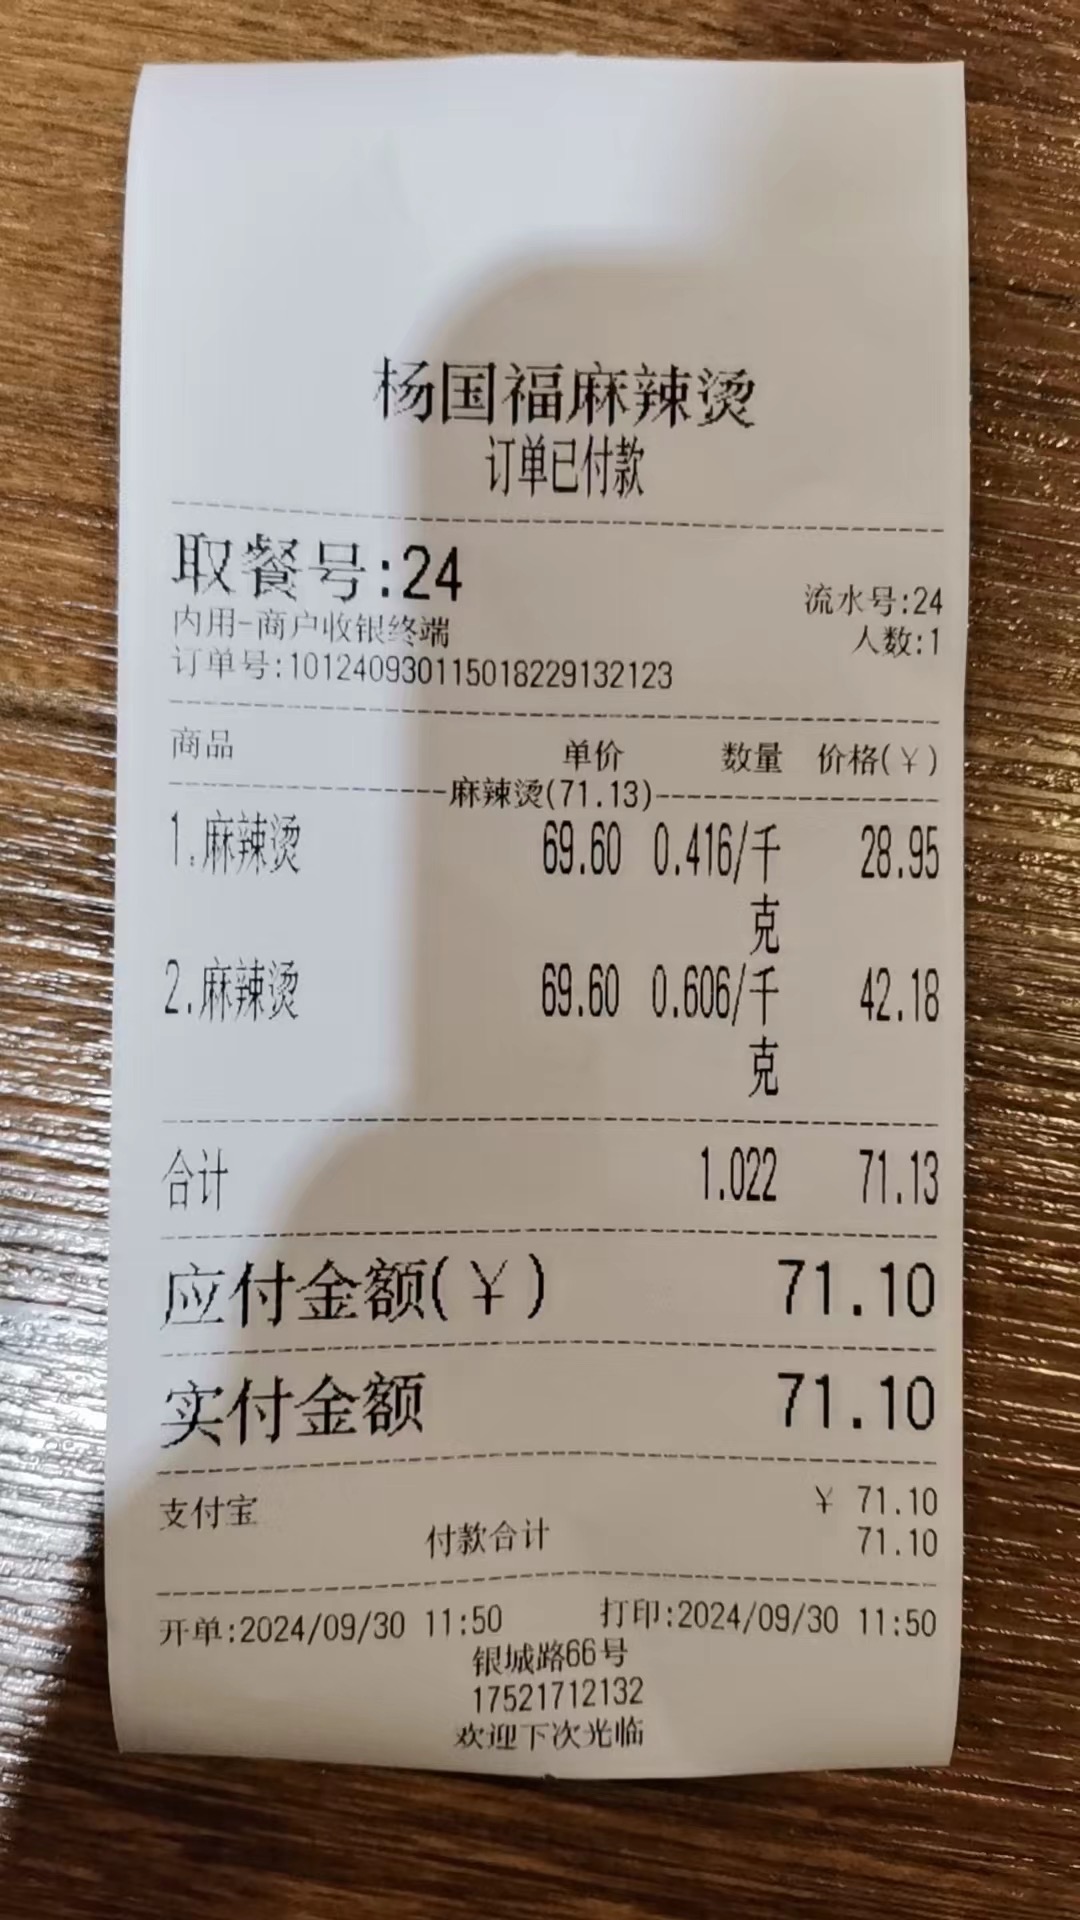 杨国福麻辣烫
订单已付款
取餐号:24
流水号:24
内用-商户收银终端
人数:1
订单号:101240930115018229132123
商品 单价 数量 价格(¥)
麻辣烫(71.13)
1.麻辣烫 69.60 0.416/千 28.95
克
2.麻辣烫 69.60 0.606/千 42.18
克
合计 1.022 71.13
应付金额(¥) 71.10
实付金额 71.10
支付宝 ¥ 71.10
付款合计 71.10
开单:2024/09/30 11:50 打印:2024/09/30 11:50
银城路66号
17521712132
欢迎下次光临